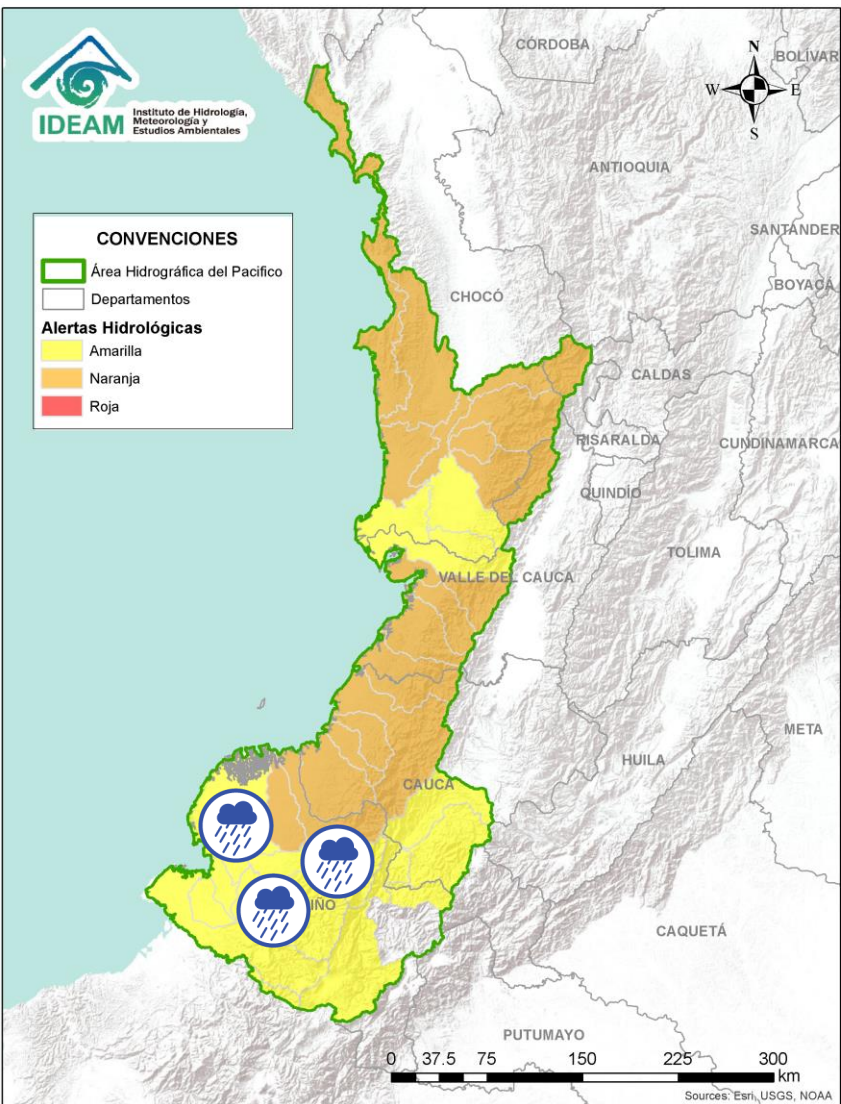 IDEAM
Instituto de Hidrología,
Meteorología y
Estudios Ambientales
CÓRDOBA
BOLÍVAR
N
W
E
S
ANTIOQUIA
SANTANDER
BOYACÁ
CONVENCIONES
Área Hidrográfica del Pacifico
Departamentos
Alertas Hidrológicas
Amarilla
Naranja
Roja
CHOCÓ
CALDAS
RISARALDA
CUNDINAMARCA
QUINDÍO
TOLIMA
VALLE DEL CAUCA
META
HUILA
CAUCA
IÑO
CAQUETÁ
PUTUMAYO
0 37.5 75 150 225 300
km
Sources: Esri, USGS, NOAA